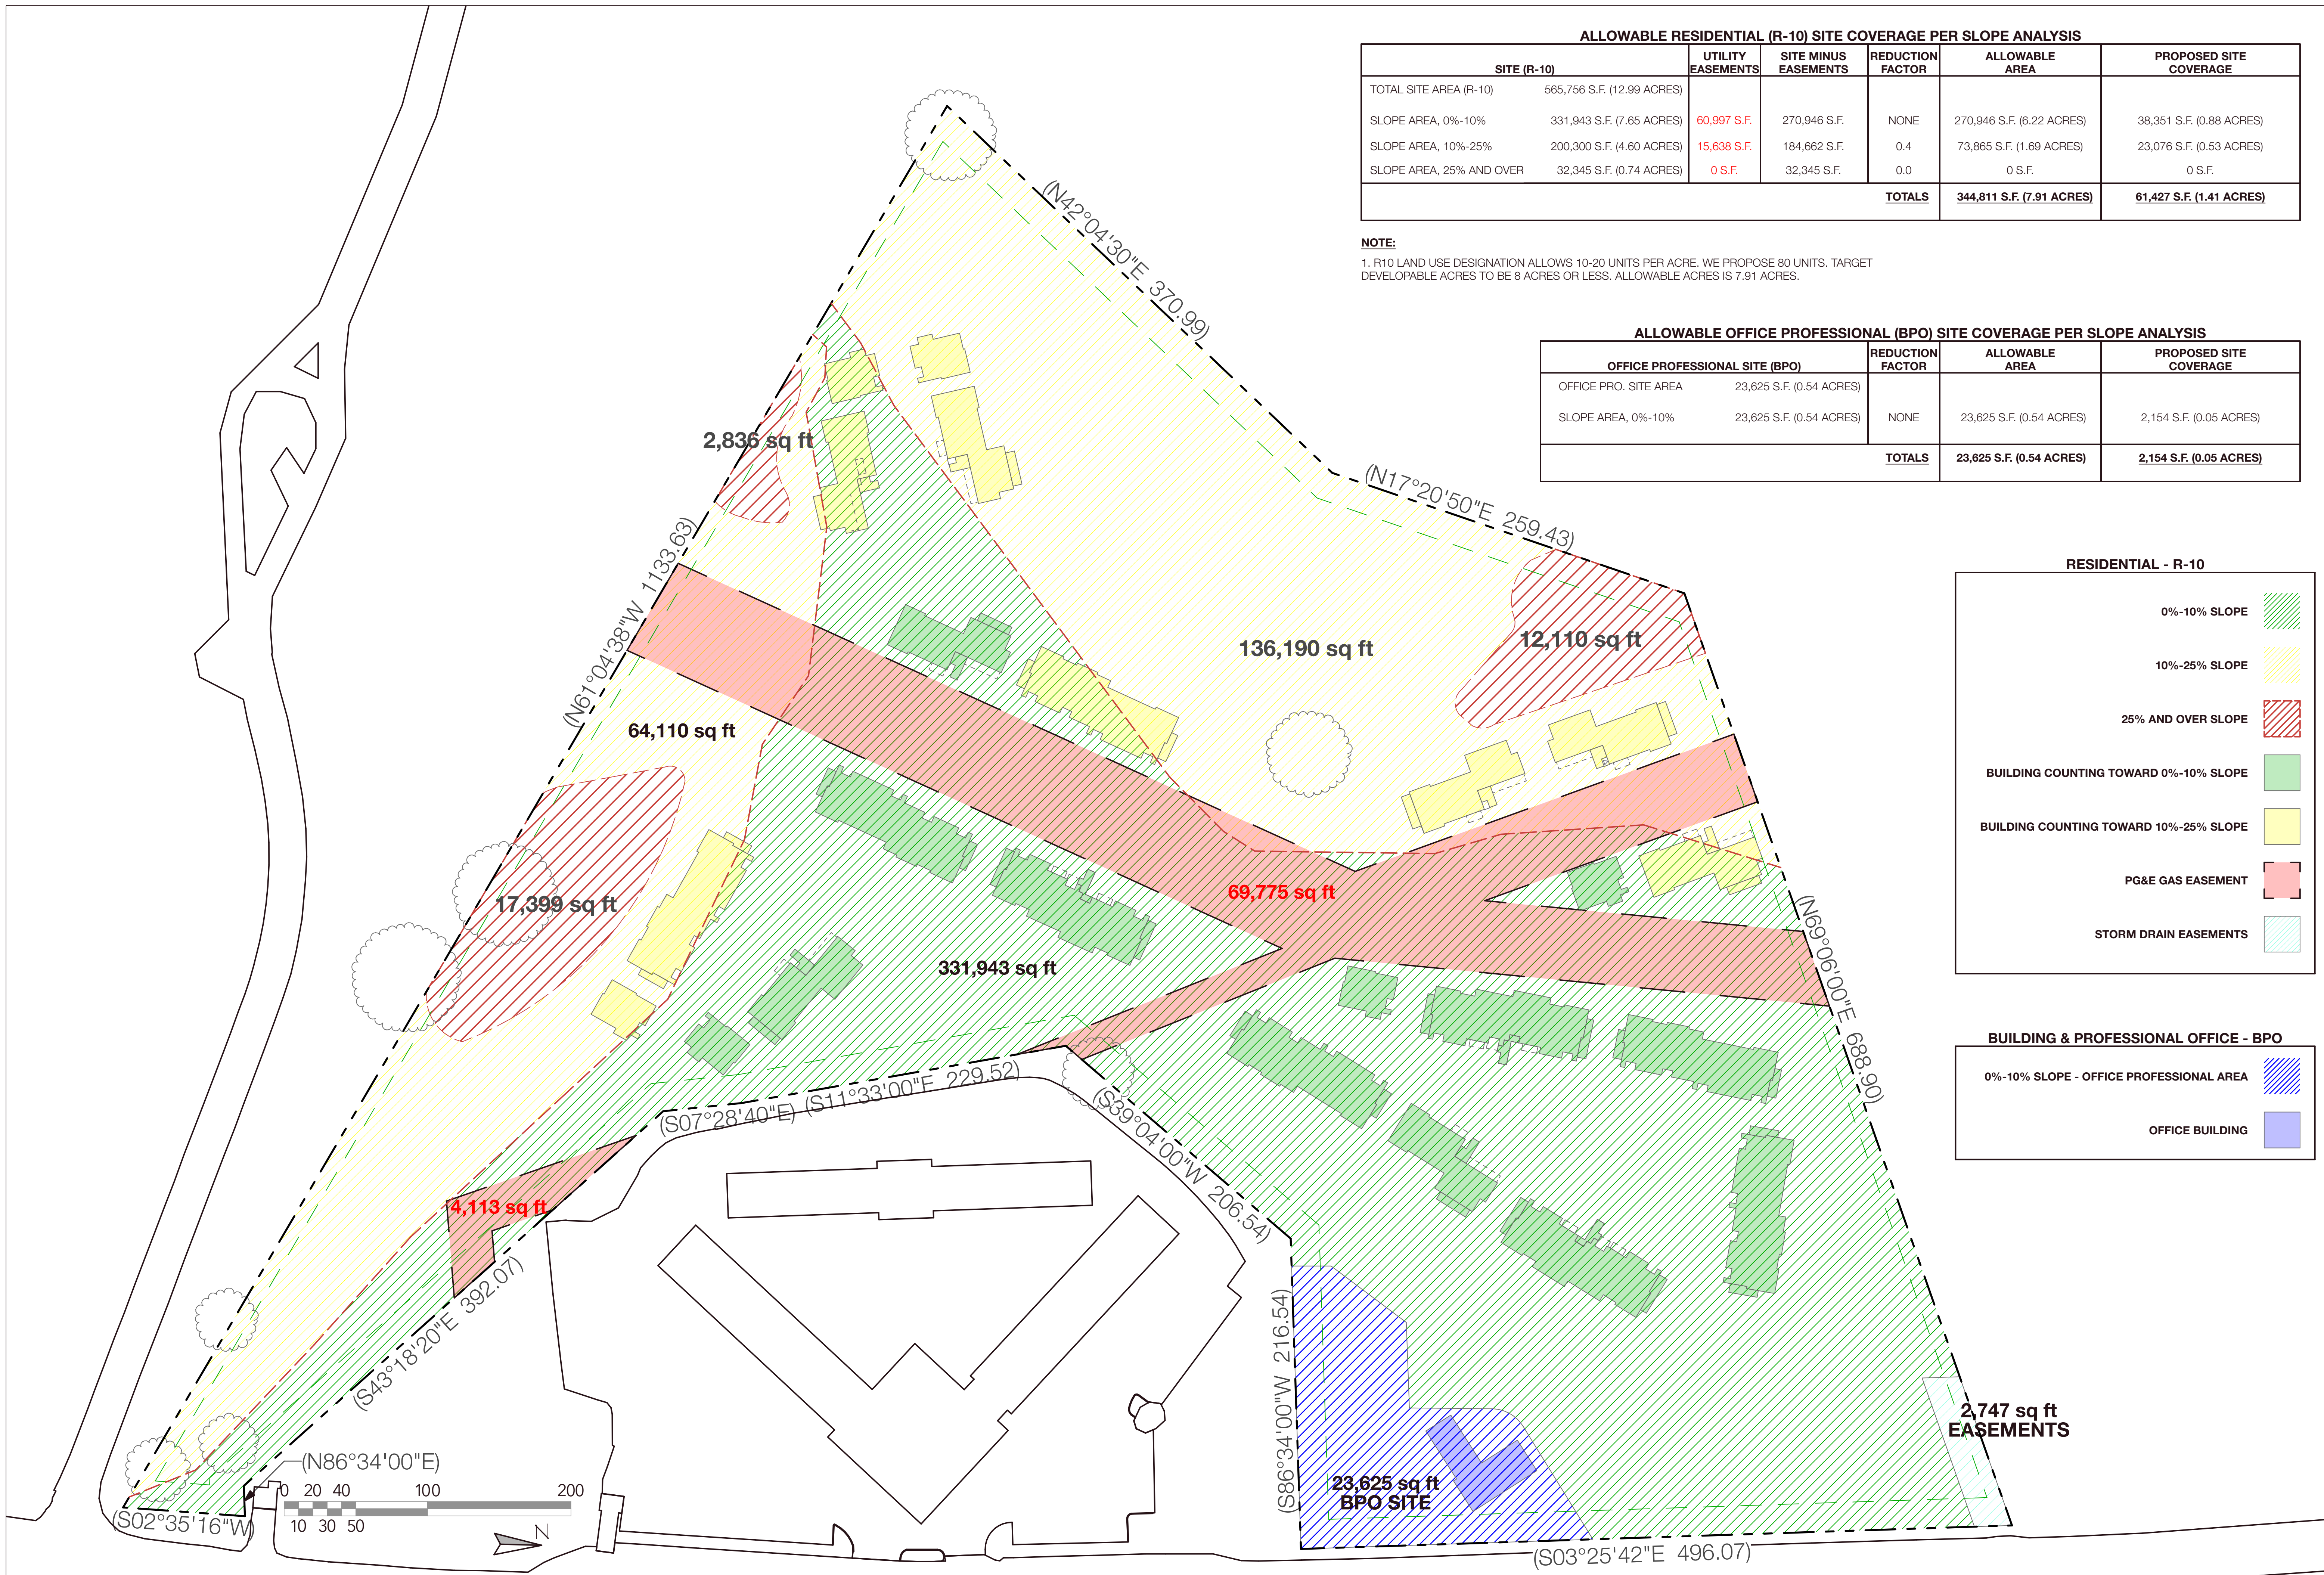 ALLOWABLE RESIDENTIAL (R-10) SITE COVERAGE PER SLOPE ANALYSIS
SITE (R-10) UTILITY EASEMENTS SITE MINUS EASEMENTS REDUCTION FACTOR ALLOWABLE AREA PROPOSED SITE COVERAGE
TOTAL SITE AREA (R-10) 565,756 S.F. (12.99 ACRES)
SLOPE AREA, 0%-10% 331,943 S.F. (7.65 ACRES) 60,997 S.F. 270,946 S.F. NONE 270,946 S.F. (6.22 ACRES) 38,351 S.F. (0.88 ACRES)
SLOPE AREA, 10%-25% 200,300 S.F. (4.60 ACRES) 15,638 S.F. 184,662 S.F. 0.4 73,865 S.F. (1.69 ACRES) 23,076 S.F. (0.53 ACRES)
SLOPE AREA, 25% AND OVER 32,345 S.F. (0.74 ACRES) 0 S.F. 32,345 S.F. 0.0 0 S.F. 0 S.F.
TOTALS 344,811 S.F. (7.91 ACRES) 61,427 S.F. (1.41 ACRES)
NOTE:
1. R10 LAND USE DESIGNATION ALLOWS 10-20 UNITS PER ACRE. WE PROPOSE 80 UNITS. TARGET
DEVELOPABLE ACRES TO BE 8 ACRES OR LESS. ALLOWABLE ACRES IS 7.91 ACRES.
ALLOWABLE OFFICE PROFESSIONAL (BPO) SITE COVERAGE PER SLOPE ANALYSIS
OFFICE PROFESSIONAL SITE (BPO) REDUCTION FACTOR ALLOWABLE AREA PROPOSED SITE COVERAGE
OFFICE PRO. SITE AREA 23,625 S.F. (0.54 ACRES)
SLOPE AREA, 0%-10% 23,625 S.F. (0.54 ACRES) NONE 23,625 S.F. (0.54 ACRES) 2,154 S.F. (0.05 ACRES)
TOTALS 23,625 S.F. (0.54 ACRES) 2,154 S.F. (0.05 ACRES)
RESIDENTIAL - R-10
0%-10% SLOPE
10%-25% SLOPE
25% AND OVER SLOPE
BUILDING COUNTING TOWARD 0%-10% SLOPE
BUILDING COUNTING TOWARD 10%-25% SLOPE
PG&E GAS EASEMENT
STORM DRAIN EASEMENTS
BUILDING & PROFESSIONAL OFFICE - BPO
0%-10% SLOPE - OFFICE PROFESSIONAL AREA
OFFICE BUILDING
(N42°04'30"E 370.99)
(N17°20'50"E 259.43)
(N61°04'38"W 1133.63)
2,836 sq ft
136,190 sq ft
12,110 sq ft
64,110 sq ft
17,399 sq ft
69,775 sq ft
331,943 sq ft
(N69°06'00"E 688.90)
(S07°28'40"E)
(S11°33'00"E 229.52)
(S39°04'00"W 206.54)
4,113 sq ft
(S43°18'20"E 392.07)
(S86°34'00"W 216.54)
23,625 sq ft
BPO SITE
2,747 sq ft
EASEMENTS
(N86°34'00"E)
(S02°35'16"W)
0 20 40 100 200
10 30 50
N
(S03°25'42"E 496.07)